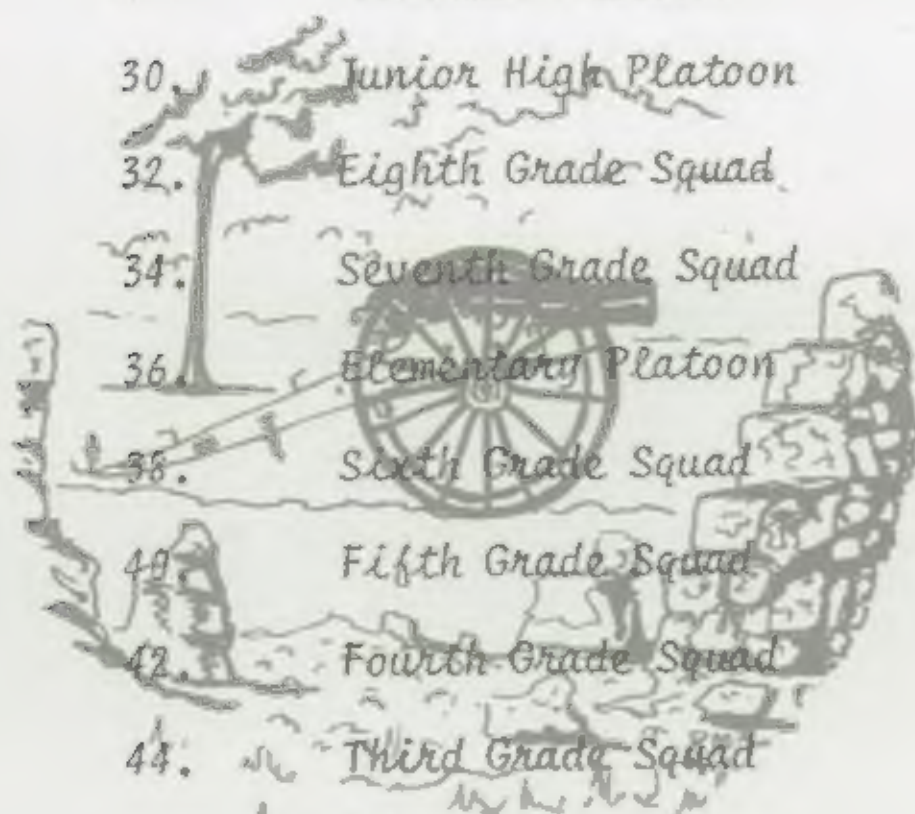 30. Junior High Platoon
32. Eighth Grade Squad
34. Seventh Grade Squad
36. Elementary Platoon
38. Sixth Grade Squad
40. Fifth Grade Squad
42. Fourth Grade Squad
44. Third Grade Squad